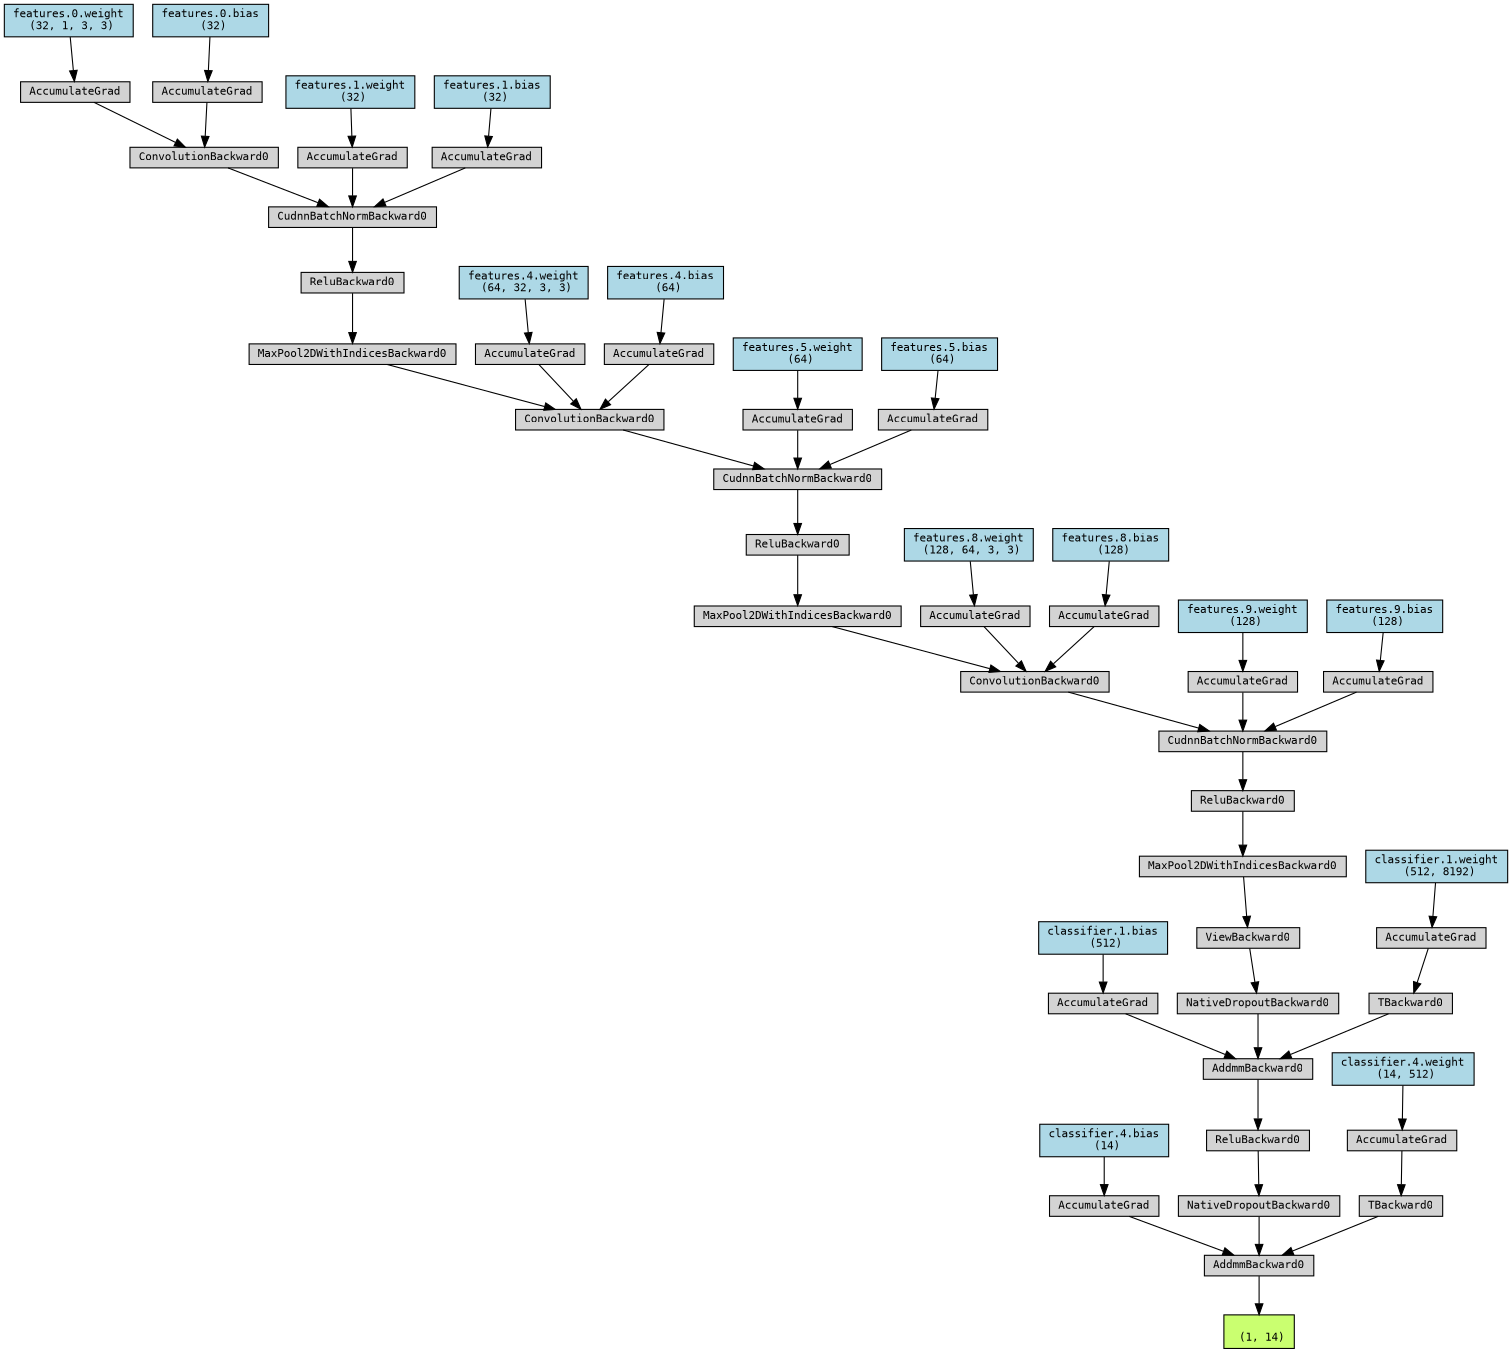 features.0.weight
(32, 1, 3, 3)
features.0.bias
(32)
AccumulateGrad
AccumulateGrad
features.1.weight
(32)
features.1.bias
(32)
ConvolutionBackward0
AccumulateGrad
AccumulateGrad
CudnnBatchNormBackward0
ReluBackward0
features.4.weight
(64, 32, 3, 3)
features.4.bias
(64)
MaxPool2DWithIndicesBackward0
AccumulateGrad
AccumulateGrad
features.5.weight
(64)
features.5.bias
(64)
ConvolutionBackward0
AccumulateGrad
AccumulateGrad
CudnnBatchNormBackward0
ReluBackward0
features.8.weight
(128, 64, 3, 3)
features.8.bias
(128)
MaxPool2DWithIndicesBackward0
AccumulateGrad
AccumulateGrad
features.9.weight
(128)
features.9.bias
(128)
ConvolutionBackward0
AccumulateGrad
AccumulateGrad
CudnnBatchNormBackward0
ReluBackward0
MaxPool2DWithIndicesBackward0
classifier.1.weight
(512, 8192)
classifier.1.bias
(512)
ViewBackward0
AccumulateGrad
AccumulateGrad
NativeDropoutBackward0
TBackward0
AddmmBackward0
classifier.4.weight
(14, 512)
classifier.4.bias
(14)
ReluBackward0
AccumulateGrad
AccumulateGrad
NativeDropoutBackward0
TBackward0
AddmmBackward0
(1, 14)